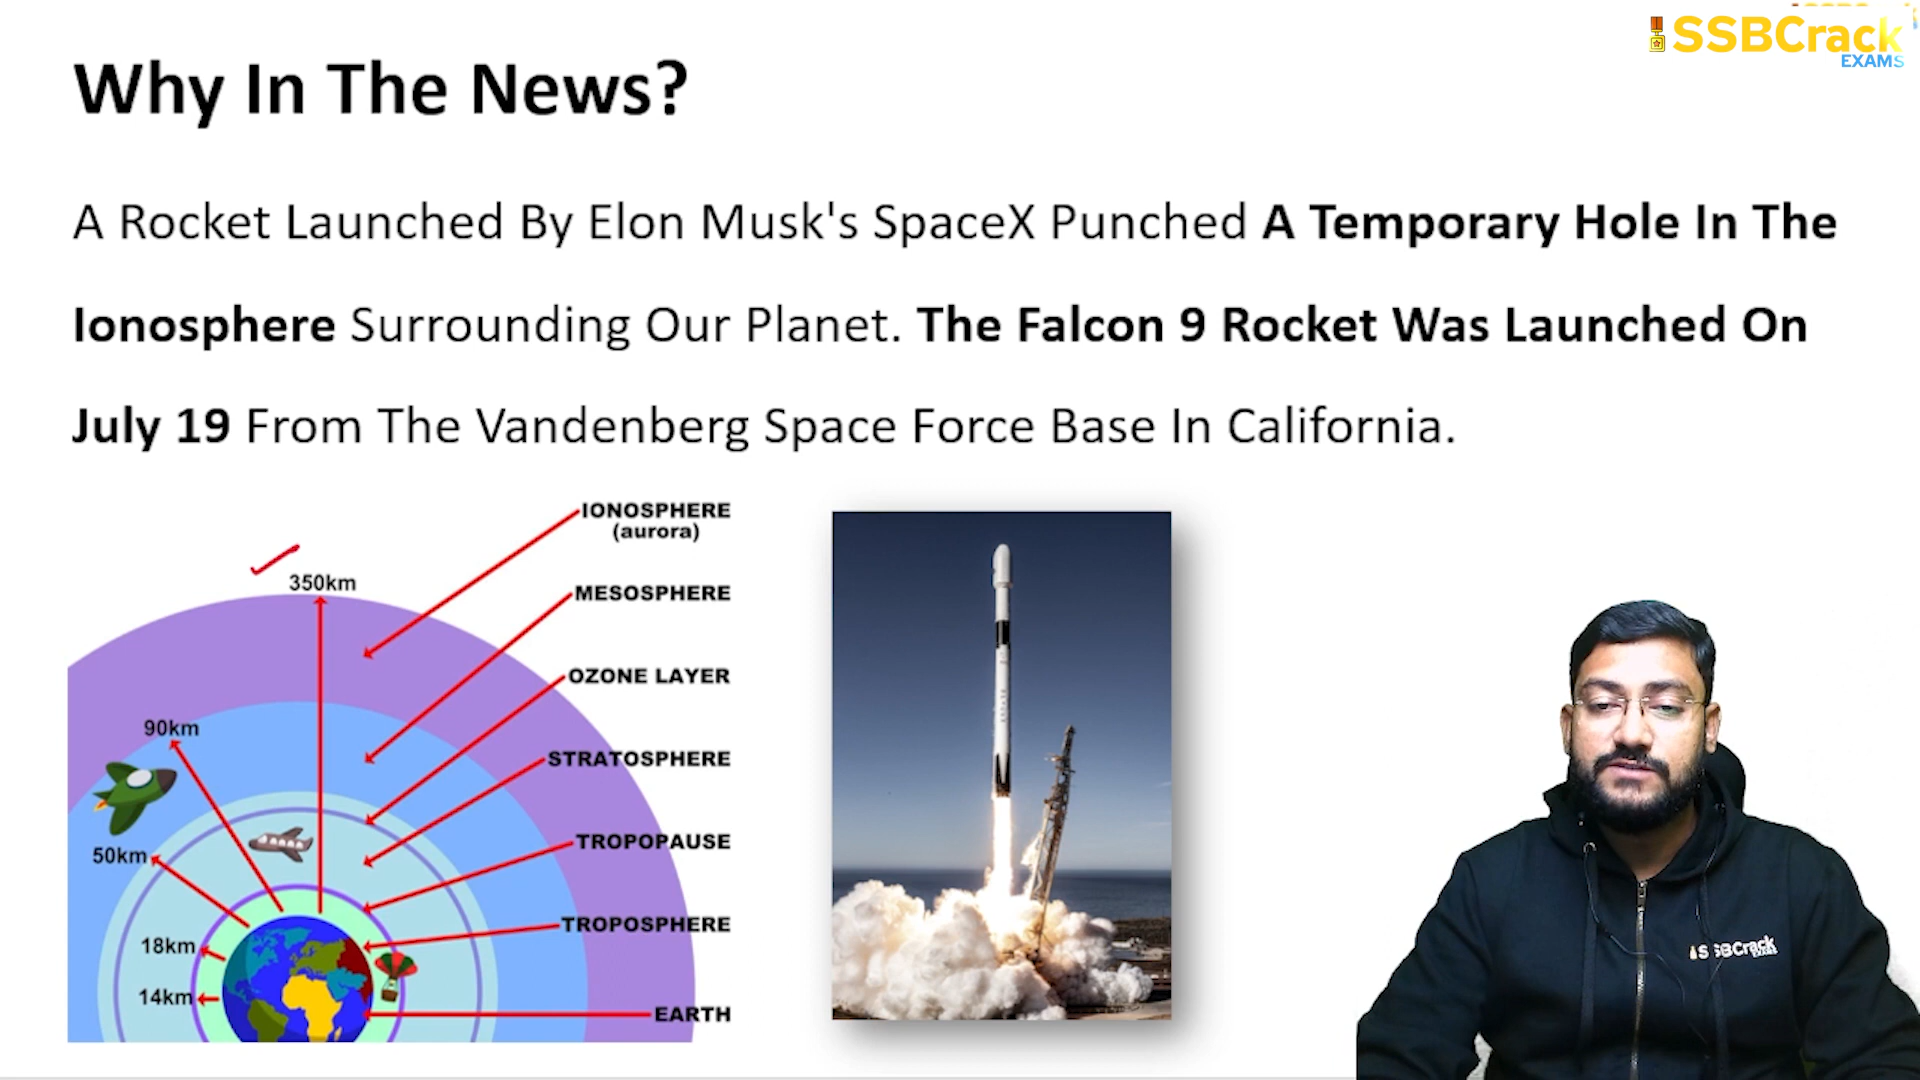 SSBCrack
EXAMS
Why In The News?
A Rocket Launched By Elon Musk's SpaceX Punched A Temporary Hole In The
Ionosphere Surrounding Our Planet. The Falcon 9 Rocket Was Launched On
July 19 From The Vandenberg Space Force Base In California.
IONOSPHERE
(aurora)
350km
MESOSPHERE
OZONE LAYER
90km
STRATOSPHERE
TROPOPAUSE
50km
TROPOSPHERE
18km
14km
EARTH
SSBCrack
EXAMS